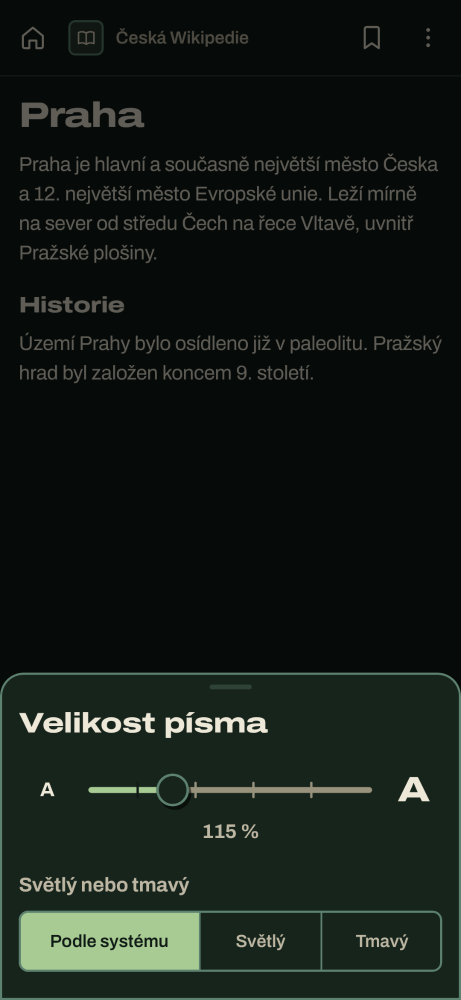 Česká Wikipedie
Praha
Praha je hlavní a současně největší město Česka
a 12. největší město Evropské unie. Leží mírně
na sever od středu Čech na řece Vltavě, uvnitř
Pražské plošiny.
Historie
Území Prahy bylo osídleno již v paleolitu. Pražský
hrad byl založen koncem 9. století.
Velikost písma
A A
115 %
Světlý nebo tmavý
Podle systému Světlý Tmavý